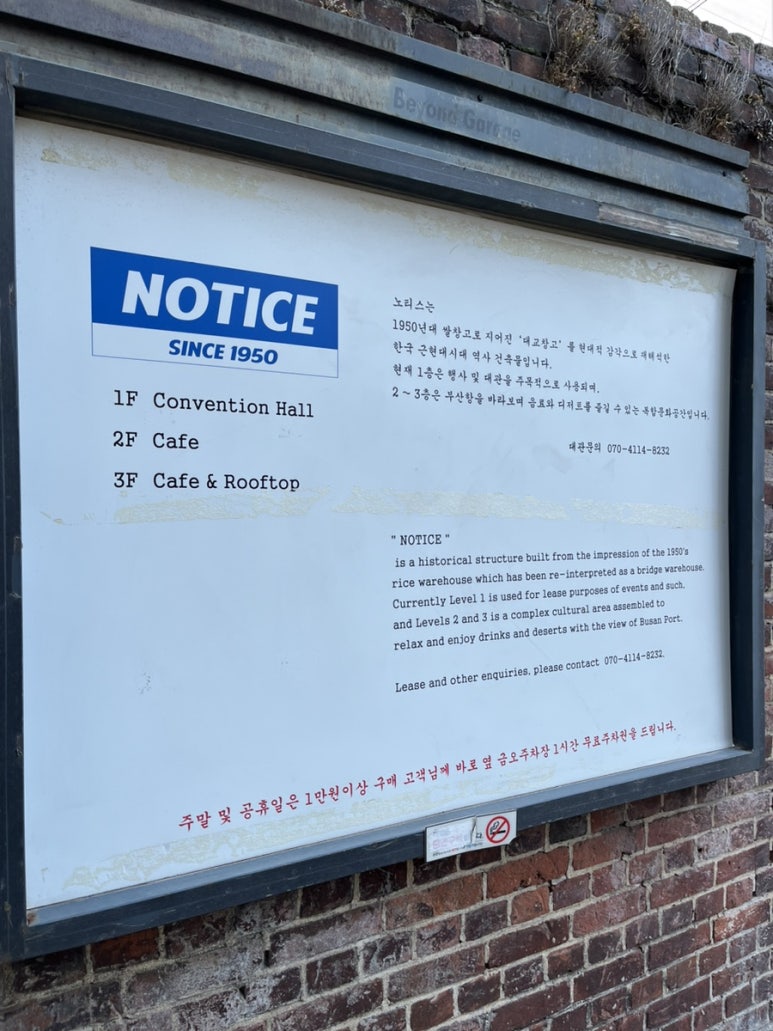 Beyond Garage
NOTICE
SINCE 1950
1F Convention Hall
2F Cafe
3F Cafe & Rooftop
노티스는
1950년대 쌀창고로 지어진 '대교창고' 를 현대적 감각으로 재해석한
한국 근현대시대 역사 건축물입니다.
현재 1층은 행사 및 대관을 주목적으로 사용되며,
2 ~ 3층은 부산항을 바라보며 음료와 디저트를 즐길 수 있는 복합문화공간입니다.
대관문의 070-4114-8232
" NOTICE "
is a historical structure built from the impression of the 1950's
rice warehouse which has been re-interpreted as a bridge warehouse.
Currently Level 1 is used for lease purposes of events and such,
and Levels 2 and 3 is a complex cultural area assembled to
relax and enjoy drinks and deserts with the view of Busan Port.
Lease and other enquiries, please contact 070-4114-8232.
주말 및 공휴일은 1만원이상 구매 고객님께 바로 옆 금오주차장 1시간 무료주차권을 드립니다.